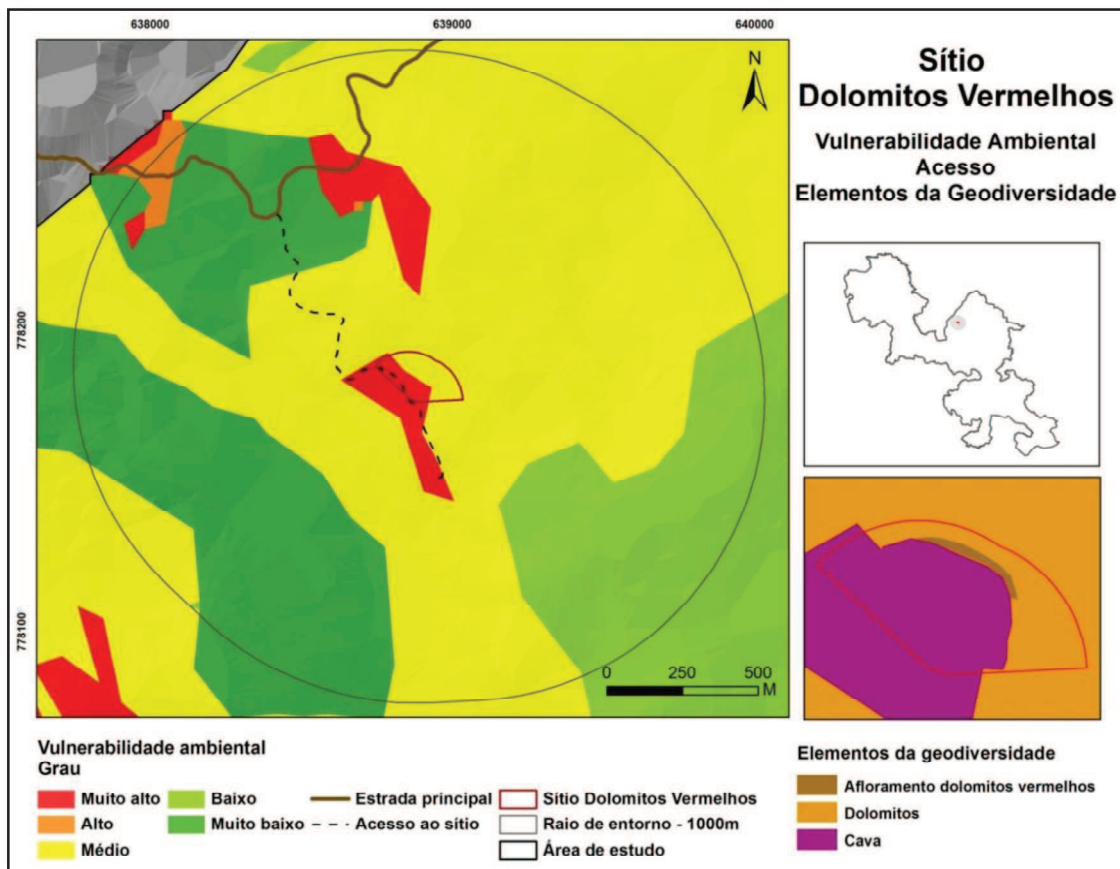 638000 639000 640000
778200
773100
N
0 250 500
M
Sítio
Dolomitos Vermelhos
Vulnerabilidade Ambiental
Acesso
Elementos da Geodiversidade
Vulnerabilidade ambiental
Grau
Muito alto
Alto
Médio
Baixo
Muito baixo
Estrada principal
Acesso ao sítio
Sítio Dolomitos Vermelhos
Raio de entorno - 1000m
Área de estudo
Elementos da geodiversidade
Afloramento dolomitos vermelhos
Dolomitos
Cava